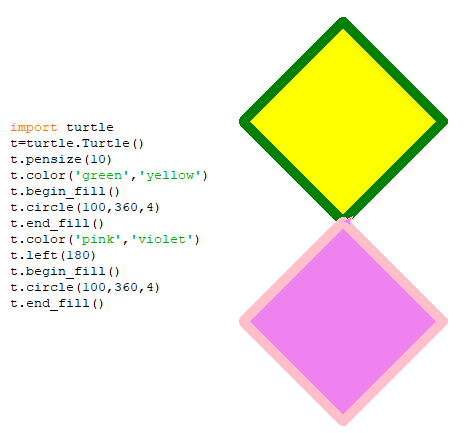 import turtle
t=turtle.Turtle()
t.pensize(10)
t.color('green','yellow')
t.begin_fill()
t.circle(100,360,4)
t.end_fill()
t.color('pink','violet')
t.left(180)
t.begin_fill()
t.circle(100,360,4)
t.end_fill()